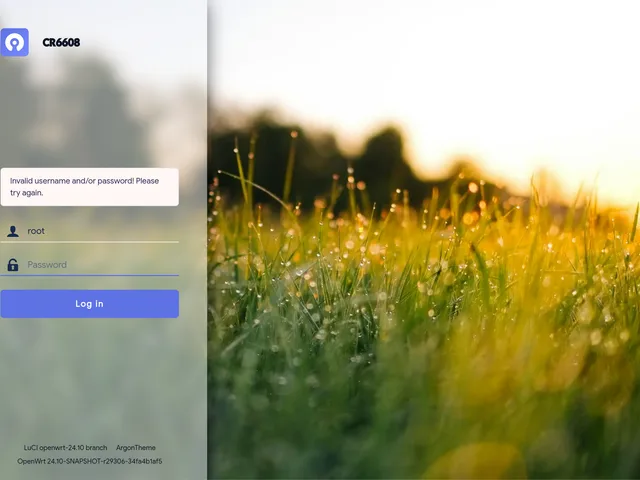 CR6608
Invalid username and/or password! Please
try again.
root
Password
Log in
LuCI openwrt-24.10 branch ArgonTheme
OpenWrt 24.10-SNAPSHOT-r29306-34fa4b1af5